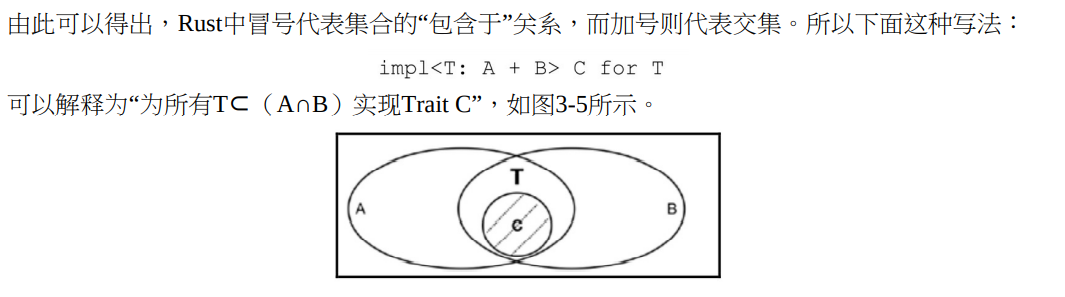 由此可以得出，Rust中冒号代表集合的“包含于”关系，而加号则代表交集。所以下面这种写法：
impl<T: A + B> C for T
可以解释为“为所有T⊂（A∩B）实现Trait C”，如图3-5所示。
T
A
B
C